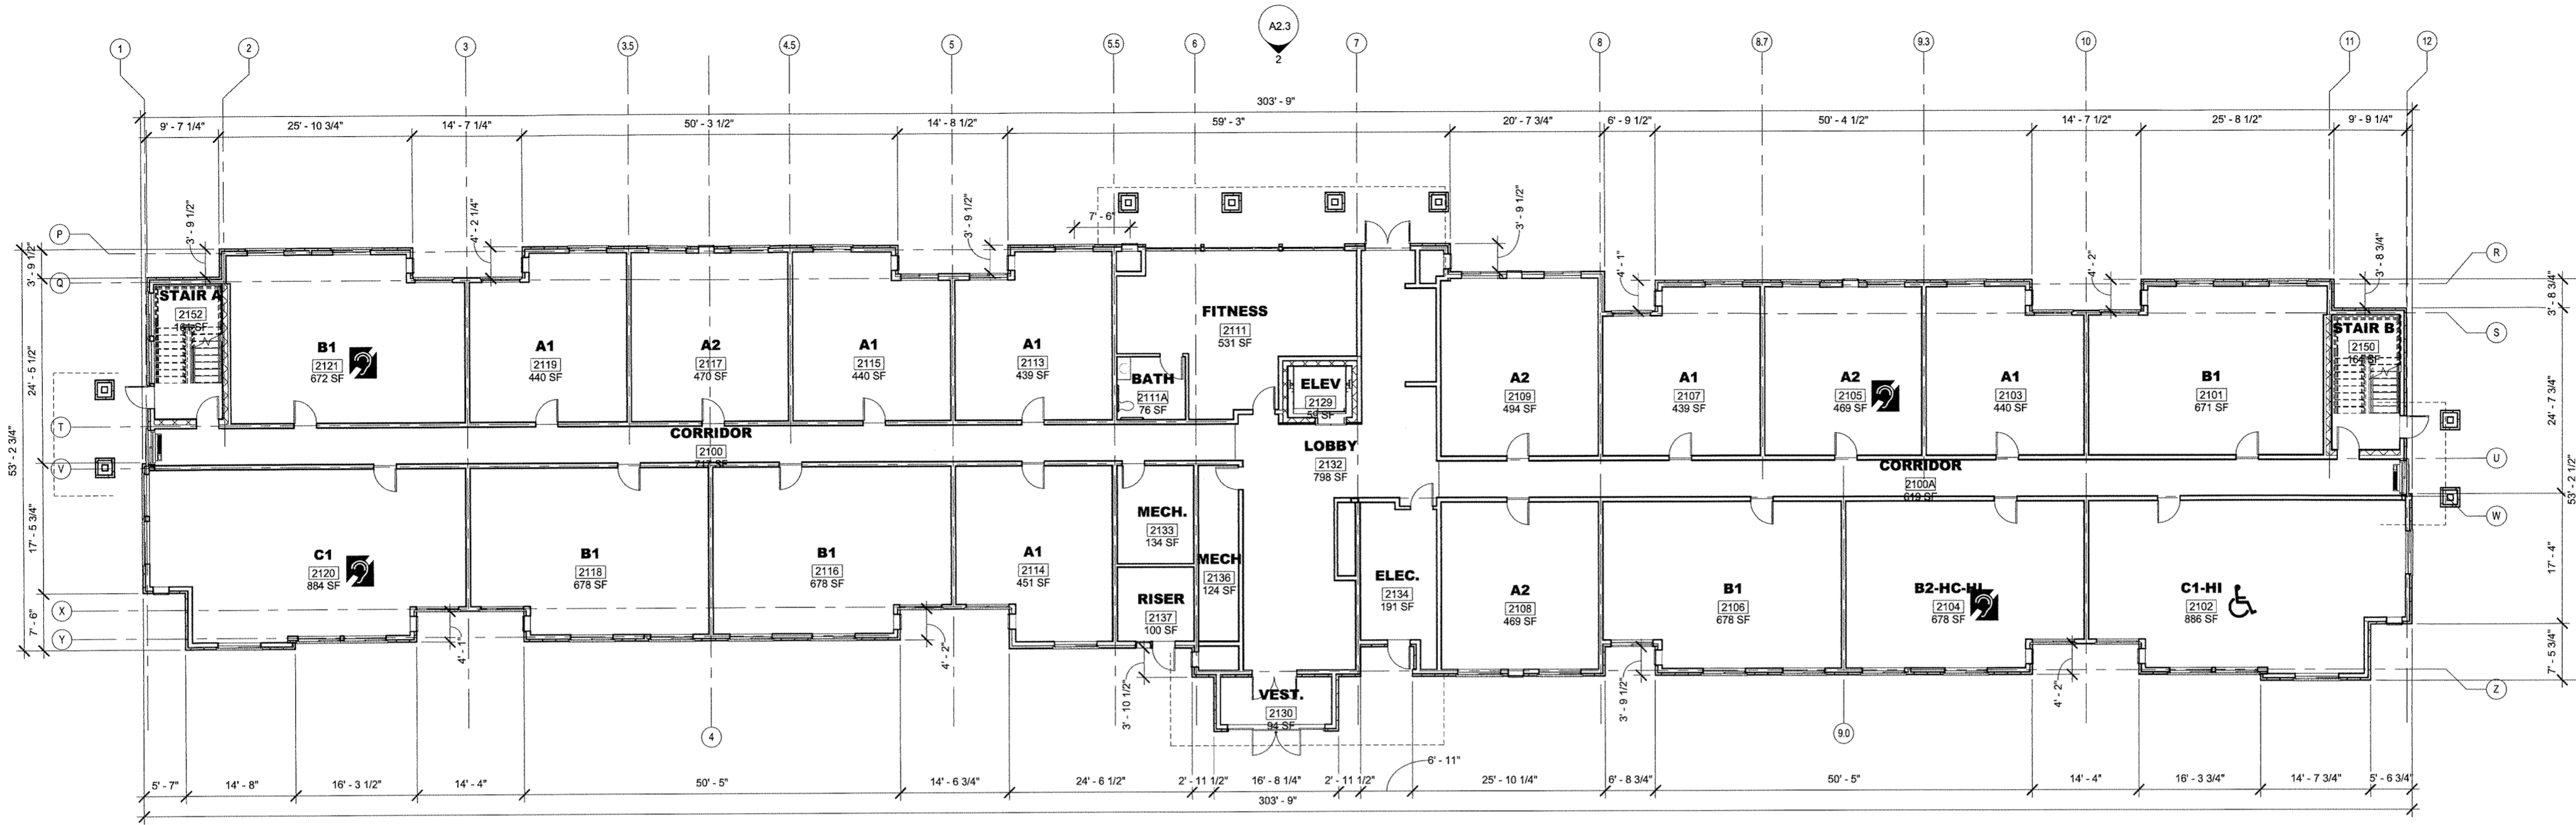 A2.3
2
1
2
3
3.5
4.5
5
5.5
6
7
8
8.7
9.3
10
11
12
303' - 9"
9' - 7 1/4"
25' - 10 3/4"
14' - 7 1/4"
50' - 3 1/2"
14' - 8 1/2"
59' - 3"
20' - 7 3/4"
6' - 9 1/2"
50' - 4 1/2"
14' - 7 1/2"
25' - 8 1/2"
9' - 9 1/4"
3' - 9 1/2"
4' - 2 1/4"
3' - 9 1/2"
7' - 6"
3' - 9 1/2"
4' - 1"
4' - 2"
3' - 8 3/4"
P
Q
T
V
X
Y
R
S
U
W
Z
53' - 2 3/4"
3' - 9 1/2"
24' - 5 1/2"
17' - 5 3/4"
7' - 6"
3' - 8 3/4"
24' - 7 3/4"
53' - 2 1/2"
17' - 4"
7' - 5 3/4"
STAIR A
2152
161 SF
B1
2121
672 SF
A1
2119
440 SF
A2
2117
470 SF
A1
2115
440 SF
A1
2113
439 SF
FITNESS
2111
531 SF
BATH
2111A
76 SF
ELEV
2129
59 SF
A2
2109
494 SF
A1
2107
439 SF
A2
2105
469 SF
A1
2103
440 SF
B1
2101
671 SF
STAIR B
2150
164 SF
CORRIDOR
2100
LOBBY
2132
798 SF
CORRIDOR
2100A
619 SF
C1
2120
884 SF
B1
2118
678 SF
B1
2116
678 SF
A1
2114
451 SF
MECH.
2133
134 SF
RISER
2137
100 SF
MECH
2136
124 SF
ELEC.
2134
191 SF
A2
2108
469 SF
B1
2106
678 SF
B2-HC-HI
2104
678 SF
C1-HI
2102
886 SF
VEST.
2130
94 SF
4' - 1"
4' - 2"
3' - 10 1/2"
3' - 9 1/2"
4' - 2"
4
9.0
6' - 11"
5' - 7"
14' - 8"
16' - 3 1/2"
14' - 4"
50' - 5"
14' - 6 3/4"
24' - 6 1/2"
2' - 11 1/2"
16' - 8 1/4"
2' - 11 1/2"
25' - 10 1/4"
6' - 8 3/4"
50' - 5"
14' - 4"
16' - 3 3/4"
14' - 7 3/4"
5' - 6 3/4"
303' - 9"